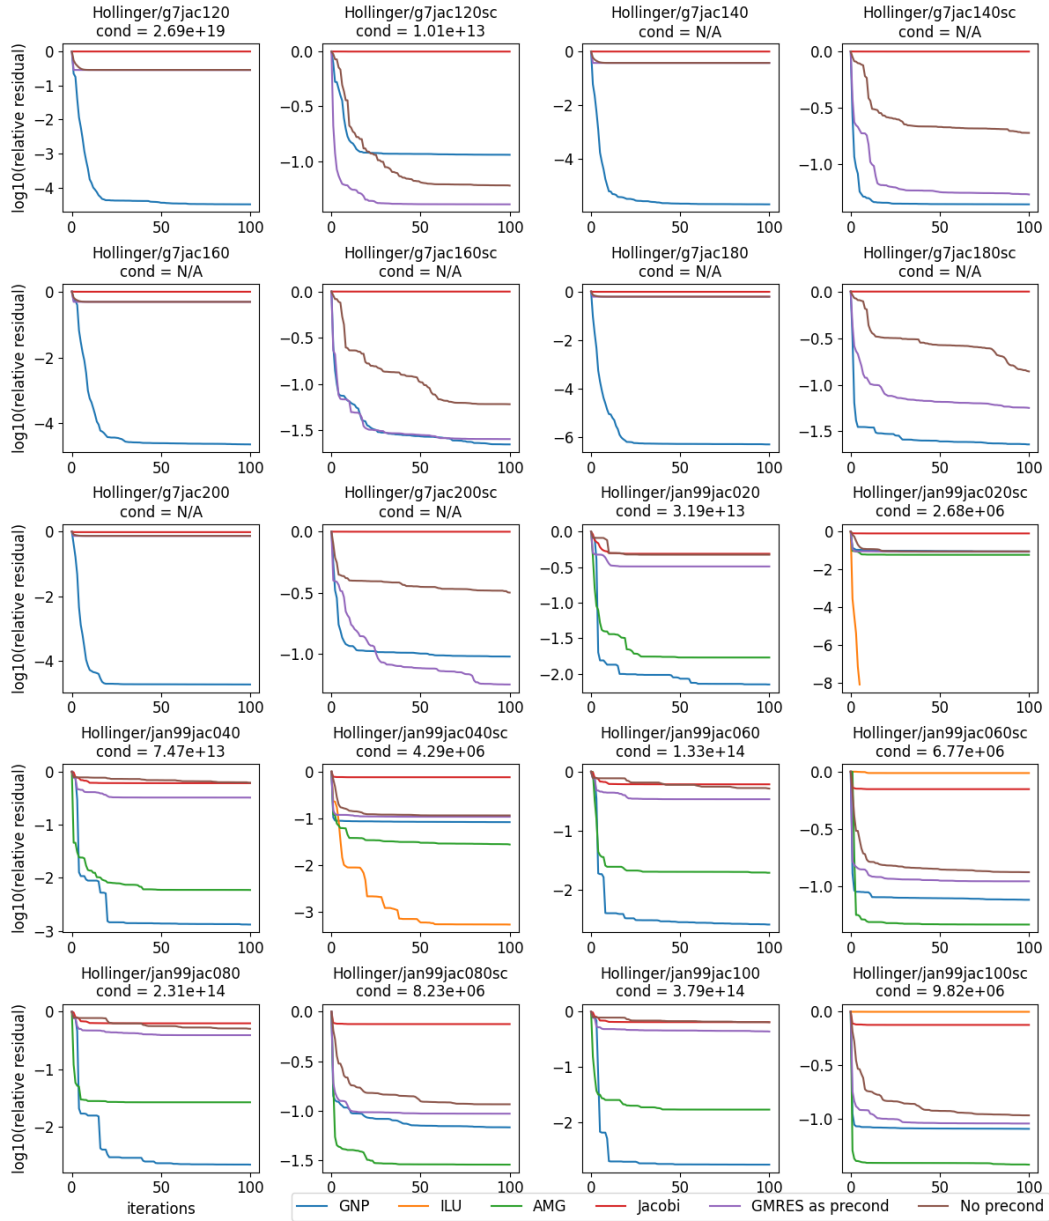 Hollinger/g7jac120
cond = 2.69e+19
Hollinger/g7jac120sc
cond = 1.01e+13
Hollinger/g7jac140
cond = N/A
Hollinger/g7jac140sc
cond = N/A
log10(relative residual)
0
−1
−2
−3
−4
0
50
100
0.0
−0.5
−1.0
0
50
100
0
−2
−4
0
50
100
0.0
−0.5
−1.0
0
50
100
Hollinger/g7jac160
cond = N/A
Hollinger/g7jac160sc
cond = N/A
Hollinger/g7jac180
cond = N/A
Hollinger/g7jac180sc
cond = N/A
log10(relative residual)
0
−2
−4
0
50
100
0.0
−0.5
−1.0
−1.5
0
50
100
0
−2
−4
−6
0
50
100
0.0
−0.5
−1.0
−1.5
0
50
100
Hollinger/g7jac200
cond = N/A
Hollinger/g7jac200sc
cond = N/A
Hollinger/jan99jac020
cond = 3.19e+13
Hollinger/jan99jac020sc
cond = 2.68e+06
log10(relative residual)
0
−2
−4
0
50
100
0.0
−0.5
−1.0
0
50
100
0.0
−0.5
−1.0
−1.5
−2.0
0
50
100
0
−2
−4
−6
−8
0
50
100
Hollinger/jan99jac040
cond = 7.47e+13
Hollinger/jan99jac040sc
cond = 4.29e+06
Hollinger/jan99jac060
cond = 1.33e+14
Hollinger/jan99jac060sc
cond = 6.77e+06
log10(relative residual)
0
−1
−2
−3
0
50
100
0
−1
−2
−3
0
50
100
0
−1
−2
0
50
100
0.0
−0.5
−1.0
0
50
100
Hollinger/jan99jac080
cond = 2.31e+14
Hollinger/jan99jac080sc
cond = 8.23e+06
Hollinger/jan99jac100
cond = 3.79e+14
Hollinger/jan99jac100sc
cond = 9.82e+06
log10(relative residual)
0
−1
−2
0
50
100
0.0
−0.5
−1.0
−1.5
0
50
100
0
−1
−2
0
50
100
0.0
−0.5
−1.0
0
50
100
iterations
GNP
ILU
AMG
Jacobi
GMRES as precond
No precond